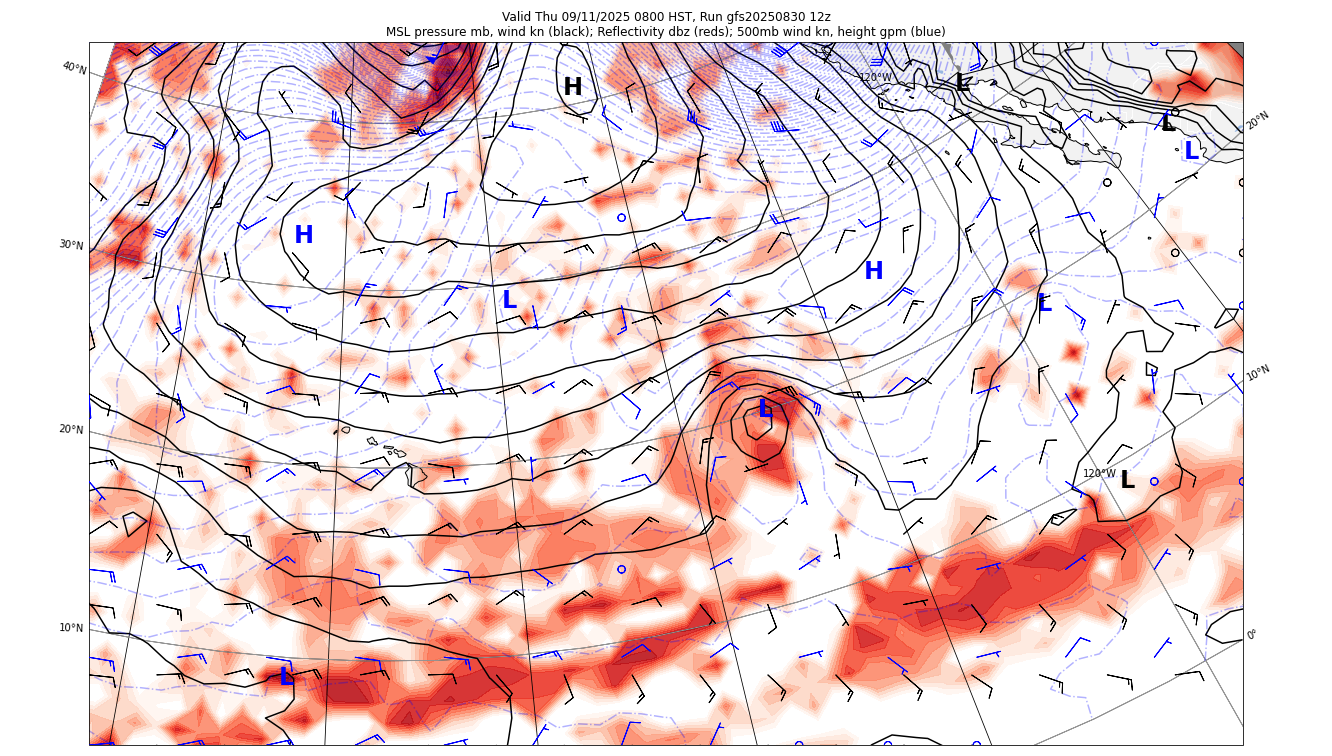 Valid Thu 09/11/2025 0800 HST, Run gfs20250830 12z
MSL pressure mb, wind kn (black); Reflectivity dbz (reds); 500mb wind kn, height gpm (blue)
40°N
120°W
L
H
20°N
L
L
30°N
H
H
L
L
10°N
L
20°N
120°W
L
10°N
0°
L